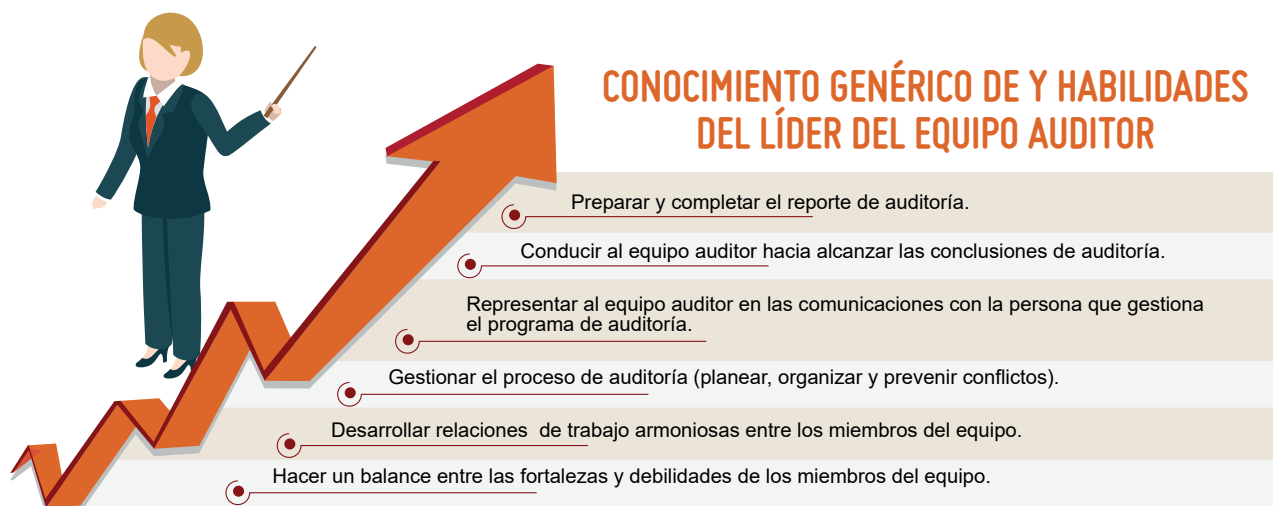 CONOCIMIENTO GENÉRICO DE Y HABILIDADES
DEL LÍDER DEL EQUIPO AUDITOR
Preparar y completar el reporte de auditoría.
Conducir al equipo auditor hacia alcanzar las conclusiones de auditoría.
Representar al equipo auditor en las comunicaciones con la persona que gestiona
el programa de auditoría.
Gestionar el proceso de auditoría (planear, organizar y prevenir conflictos).
Desarrollar relaciones  de trabajo armoniosas entre los miembros del equipo.
Hacer un balance entre las fortalezas y debilidades de los miembros del equipo.